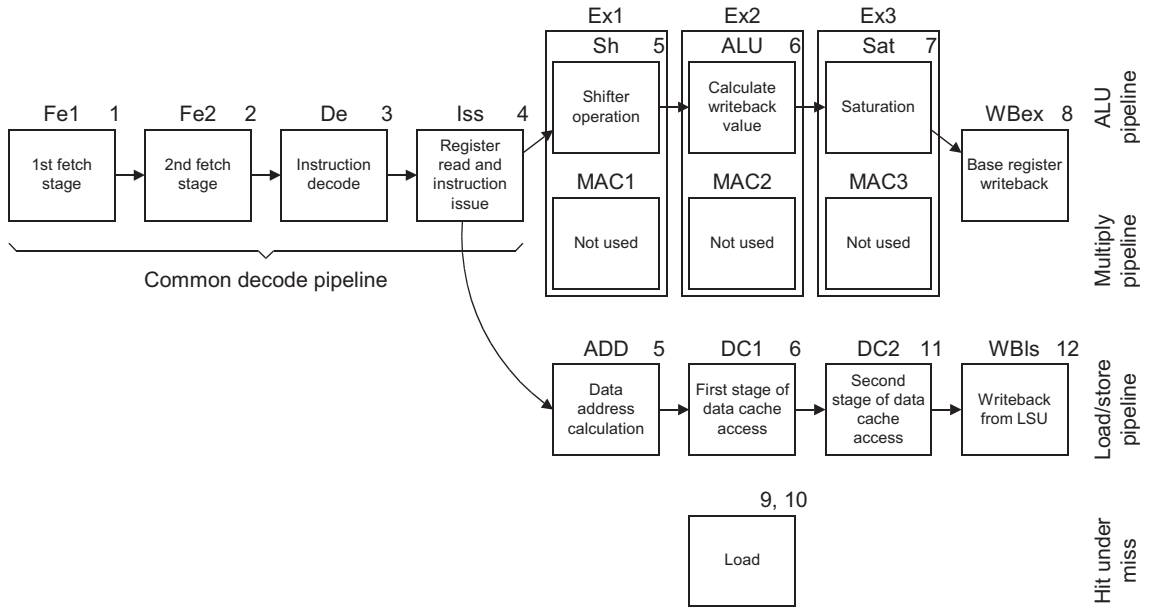 Ex1 Ex2 Ex3
Sh 5 ALU 6 Sat 7
Fe1 1 Fe2 2 De 3 Iss 4
Shifter
operation
Calculate
writeback
value
Saturation
WBex 8
ALU
pipeline
1st fetch
stage
2nd fetch
stage
Instruction
decode
Register
read and
instruction
issue
Base register
writeback
MAC1 MAC2 MAC3
Not used Not used Not used
Multiply
pipeline
Common decode pipeline
ADD 5 DC1 6 DC2 11 WBls 12
Data
address
calculation
First stage of
data cache
access
Second
stage of data
cache
access
Writeback
from LSU
Load/store
pipeline
9, 10
Load
Hit under
miss